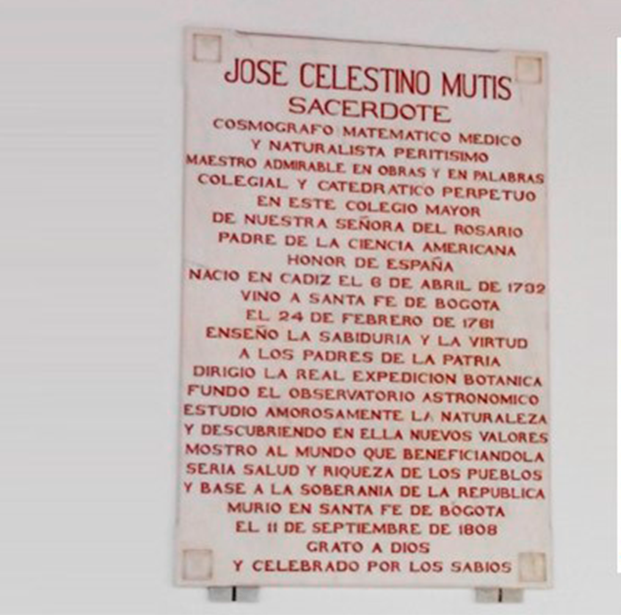 JOSE CELESTINO MUTIS
SACERDOTE
COSMOGRAFO MATEMATICO MEDICO
Y NATURALISTA PERITISIMO
MAESTRO ADMIRABLE EN OBRAS Y EN PALABRAS
COLEGIAL Y CATEDRATICO PERPETUO
EN ESTE COLEGIO MAYOR
DE NUESTRA SEÑORA DEL ROSARIO
PADRE DE LA CIENCIA AMERICANA
HONOR DE ESPAÑA
NACIO EN CADIZ EL 6 DE ABRIL DE 1732
VINO A SANTA FE DE BOGOTA
EL 24 DE FEBRERO DE 1761
ENSEÑO LA SABIDURIA Y LA VIRTUD
A LOS PADRES DE LA PATRIA
DIRIGIO LA REAL EXPEDICION BOTANICA
FUNDO EL OBSERVATORIO ASTRONOMICO
ESTUDIO AMOROSAMENTE LA NATURALEZA
Y DESCUBRIENDO EN ELLA NUEVOS VALORES
MOSTRO AL MUNDO QUE BENEFICIANDOLA
SERIA SALUD Y RIQUEZA DE LOS PUEBLOS
Y BASE A LA SOBERANIA DE LA REPUBLICA
MURIO EN SANTA FE DE BOGOTA
EL 11 DE SEPTIEMBRE DE 1808
GRATO A DIOS
Y CELEBRADO POR LOS SABIOS